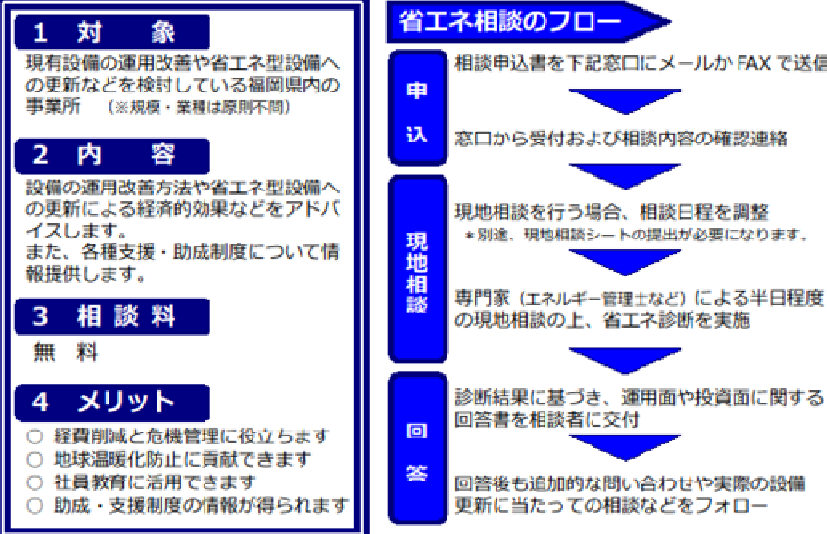 1 対 象
現有設備の運用改善や省エネ型設備へ
の更新などを検討している福岡県内の
事業所 （※規模・業種は原則不問）
2 内 容
設備の運用改善方法や省エネ型設備へ
の更新による経済的効果などをアドバ
イスします。
また、各種支援・助成制度について情
報提供します。
3 相 談 料
無 料
4 メリット
○ 経費削減と危機管理に役立ちます
○ 地球温暖化防止に貢献できます
○ 社員教育に活用できます
○ 助成・支援制度の情報が得られます
省エネ相談のフロー
申込
相談申込書を下記窓口にメールか FAX で送信
窓口から受付および相談内容の確認連絡
現地相談
現地相談を行う場合、相談日程を調整
＊別途、現地相談シートの提出が必要になります。
専門家（エネルギー管理士など）による半日程度
の現地相談の上、省エネ診断を実施
回答
診断結果に基づき、運用面や投資面に関する
回答書を相談者に交付
回答後も追加的な問い合わせや実際の設備
更新に当たっての相談などをフォロー